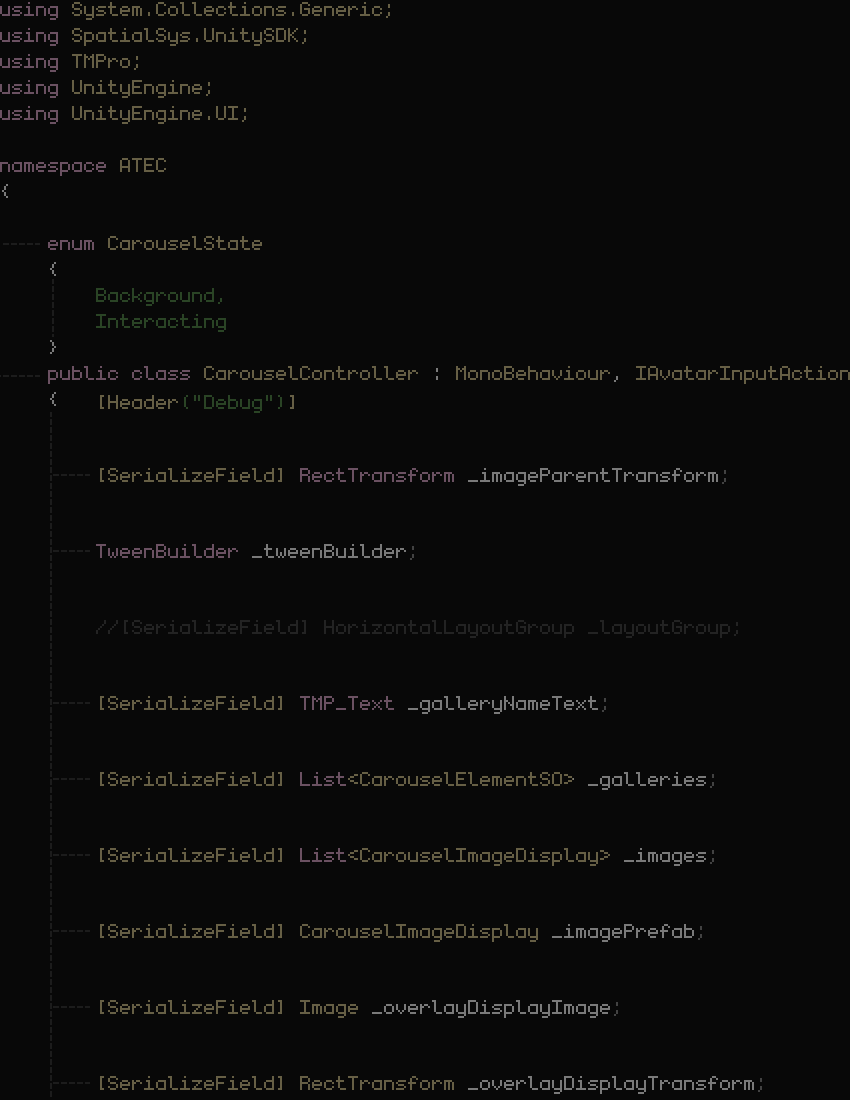 using System.Collections.Generic;
using SpatialSys.UnitySDK;
using TMPro;
using UnityEngine;
using UnityEngine.UI;
namespace ATEC
{
enum CarouselState
{
Background,
Interacting
}
public class CarouselController : MonoBehaviour, IAvatarInputAction
{ [Header("Debug")]
[SerializeField] RectTransform _imageParentTransform;
TweenBuilder _tweenBuilder;
//[SerializeField] HorizontalLayoutGroup _layoutGroup;
[SerializeField] TMP_Text _galleryNameText;
[SerializeField] List<CarouselElementSO> _galleries;
[SerializeField] List<CarouselImageDisplay> _images;
[SerializeField] CarouselImageDisplay _imagePrefab;
[SerializeField] Image _overlayDisplayImage;
[SerializeField] RectTransform _overlayDisplayTransform;